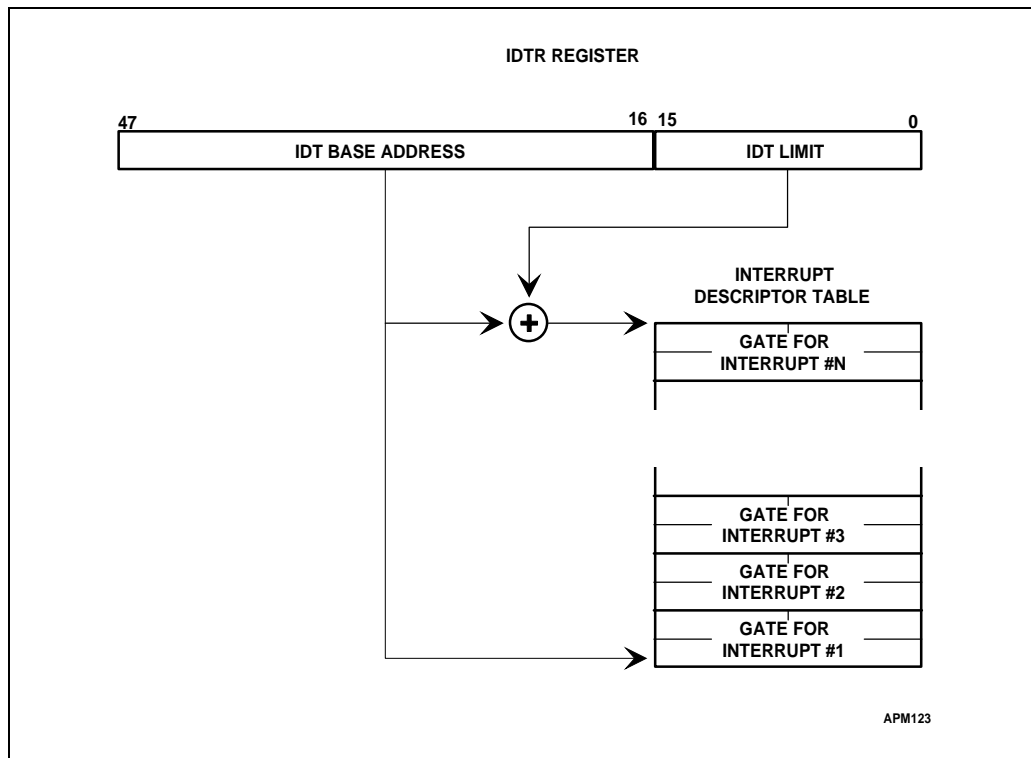 IDTR REGISTER
47 16 15 0
IDT BASE ADDRESS IDT LIMIT
INTERRUPT
DESCRIPTOR TABLE
+
GATE FOR
INTERRUPT #N
GATE FOR
INTERRUPT #3
GATE FOR
INTERRUPT #2
GATE FOR
INTERRUPT #1
APM123